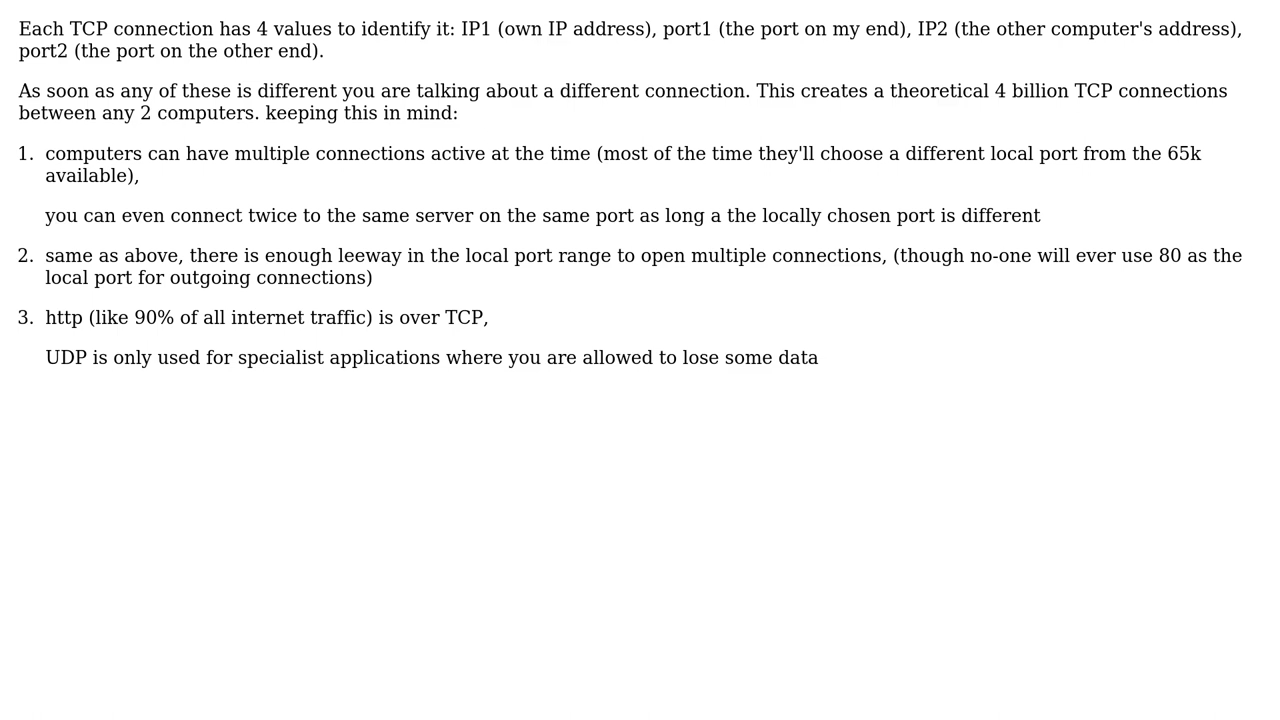 Each TCP connection has 4 values to identify it: IP1 (own IP address), port1 (the port on my end), IP2 (the other computer's address),
port2 (the port on the other end).
As soon as any of these is different you are talking about a different connection. This creates a theoretical 4 billion TCP connections
between any 2 computers. keeping this in mind:
1. computers can have multiple connections active at the time (most of the time they'll choose a different local port from the 65k
available),
you can even connect twice to the same server on the same port as long a the locally chosen port is different
2. same as above, there is enough leeway in the local port range to open multiple connections, (though no-one will ever use 80 as the
local port for outgoing connections)
3. http (like 90% of all internet traffic) is over TCP,
UDP is only used for specialist applications where you are allowed to lose some data